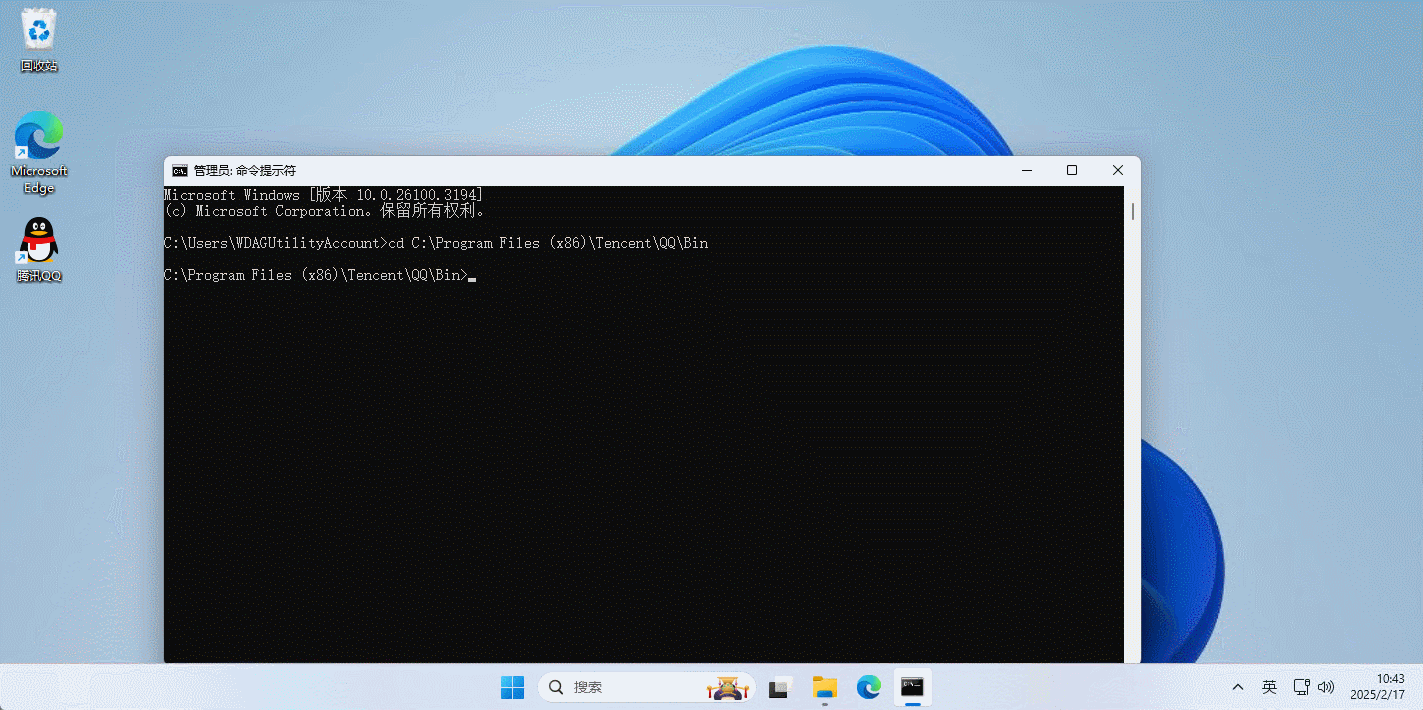 回收站
Microsoft
Edge
腾讯QQ
管理员: 命令提示符
Microsoft Windows [版本 10.0.26100.3194]
(c) Microsoft Corporation。保留所有权利。
C:\Users\WDAGUtilityAccount>cd C:\Program Files (x86)\Tencent\QQ\Bin
C:\Program Files (x86)\Tencent\QQ\Bin>
搜索
英
10:43
2025/2/17